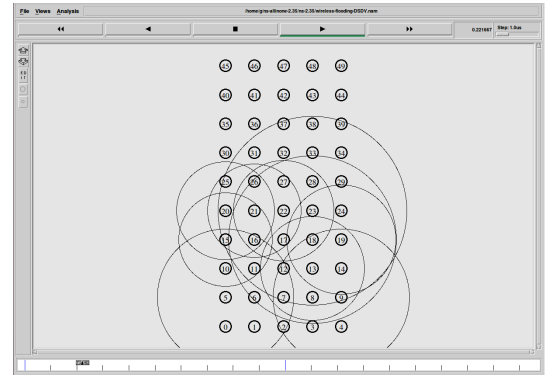 File Views Analysis /home/g/ns-allinone-2.35/ns-2.35/wireless-flooding-DSDV.nam
0.221667 Step: 1.0us
45 46 47 48 49
40 41 42 43 44
35 36 37 38 39
30 31 32 33 34
25 26 27 28 29
20 21 22 23 24
15 16 17 18 19
10 11 12 13 14
5 6 7 8 9
0 1 2 3 4